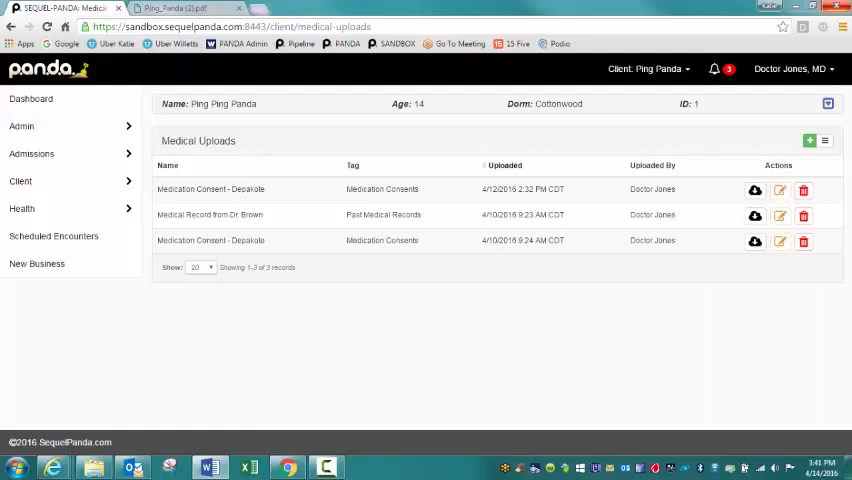 SEQUEL-PANDA: Medical
Ping_Panda (2).pdf
Katie
https://sandbox.sequelpanda.com:8443/client/medical-uploads
Apps Google Uber Katie Uber Willetts PANDA Admin Pipeline PANDA SANDBOX Go To Meeting 15 Five Podio
p.a.n.d.a.
Client: Ping Panda
3
Doctor Jones, MD
Dashboard
Admin
Admissions
Client
Health
Scheduled Encounters
New Business
Name: Ping Ping Panda Age: 14 Dorm: Cottonwood ID: 1
Medical Uploads
Name Tag Uploaded Uploaded By Actions
Medication Consent - Depakote Medication Consents 4/12/2016 2:32 PM CDT Doctor Jones
Medical Record from Dr. Brown Past Medical Records 4/10/2016 9:23 AM CDT Doctor Jones
Medication Consent - Depakote Medication Consents 4/10/2016 9:24 AM CDT Doctor Jones
Show: 20 Showing 1-3 of 3 records
©2016 SequelPanda.com
3:41 PM
4/14/2016